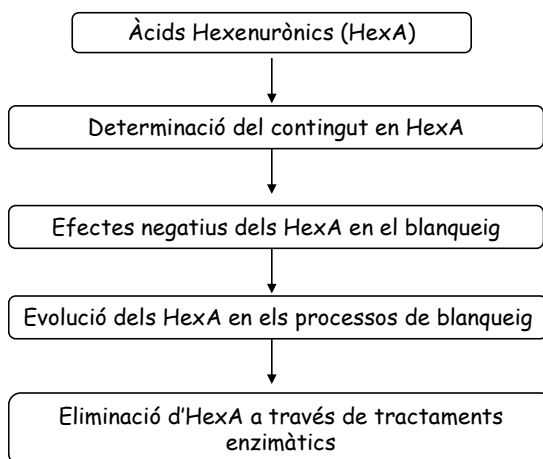 Àcids Hexenurònics (HexA)
Determinació del contingut en HexA
Efectes negatius dels HexA en el blanqueig
Evolució dels HexA en els processos de blanqueig
Eliminació d'HexA a través de tractaments
enzimàtics